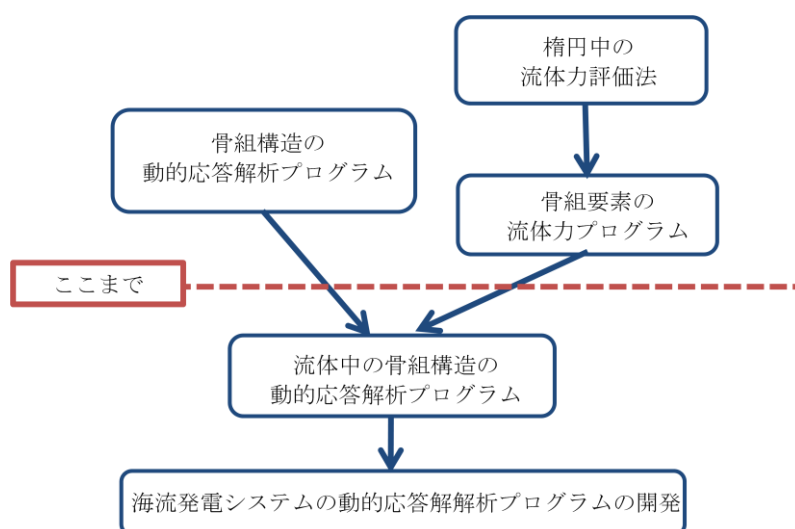 楕円中の
流体力評価法
骨組構造の
動的応答解析プログラム
骨組要素の
流体力プログラム
ここまで
流体中の骨組構造の
動的応答解析プログラム
海流発電システムの動的応答解解析プログラムの開発